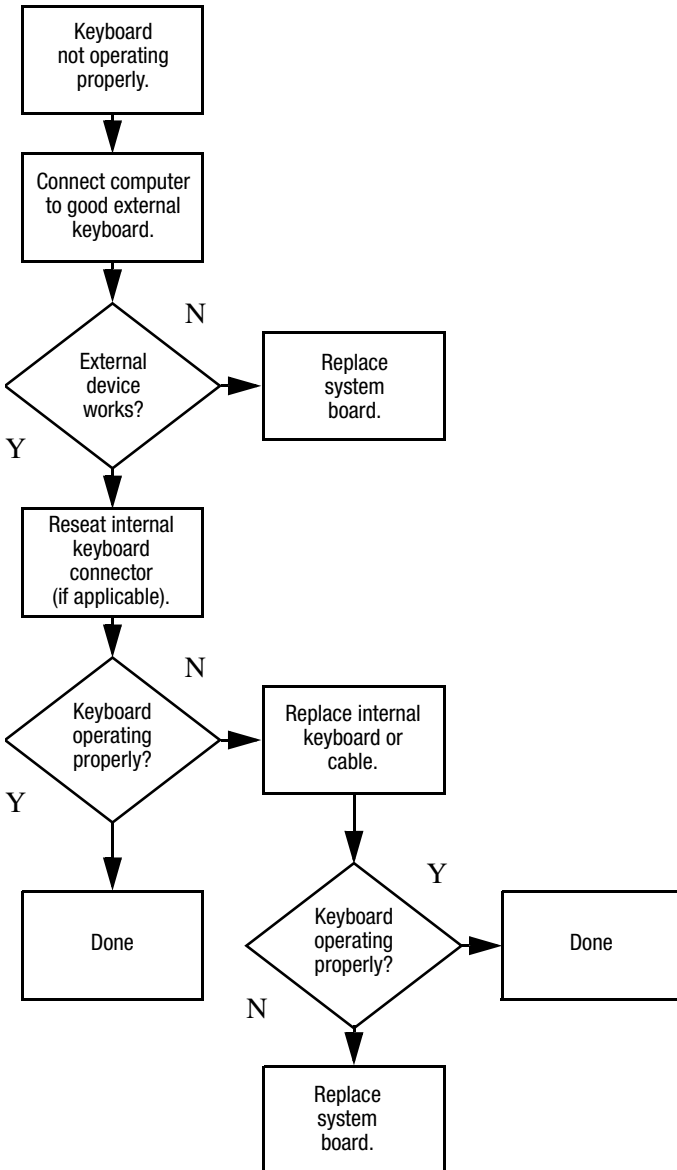 Keyboard
not operating
properly.
Connect computer
to good external
keyboard.
N
External
device
works?
Replace
system
board.
Y
Reseat internal
keyboard
connector
(if applicable).
N
Keyboard
operating
properly?
Replace internal
keyboard or
cable.
Y
Y
Done
Keyboard
operating
properly?
Done
N
Replace
system
board.